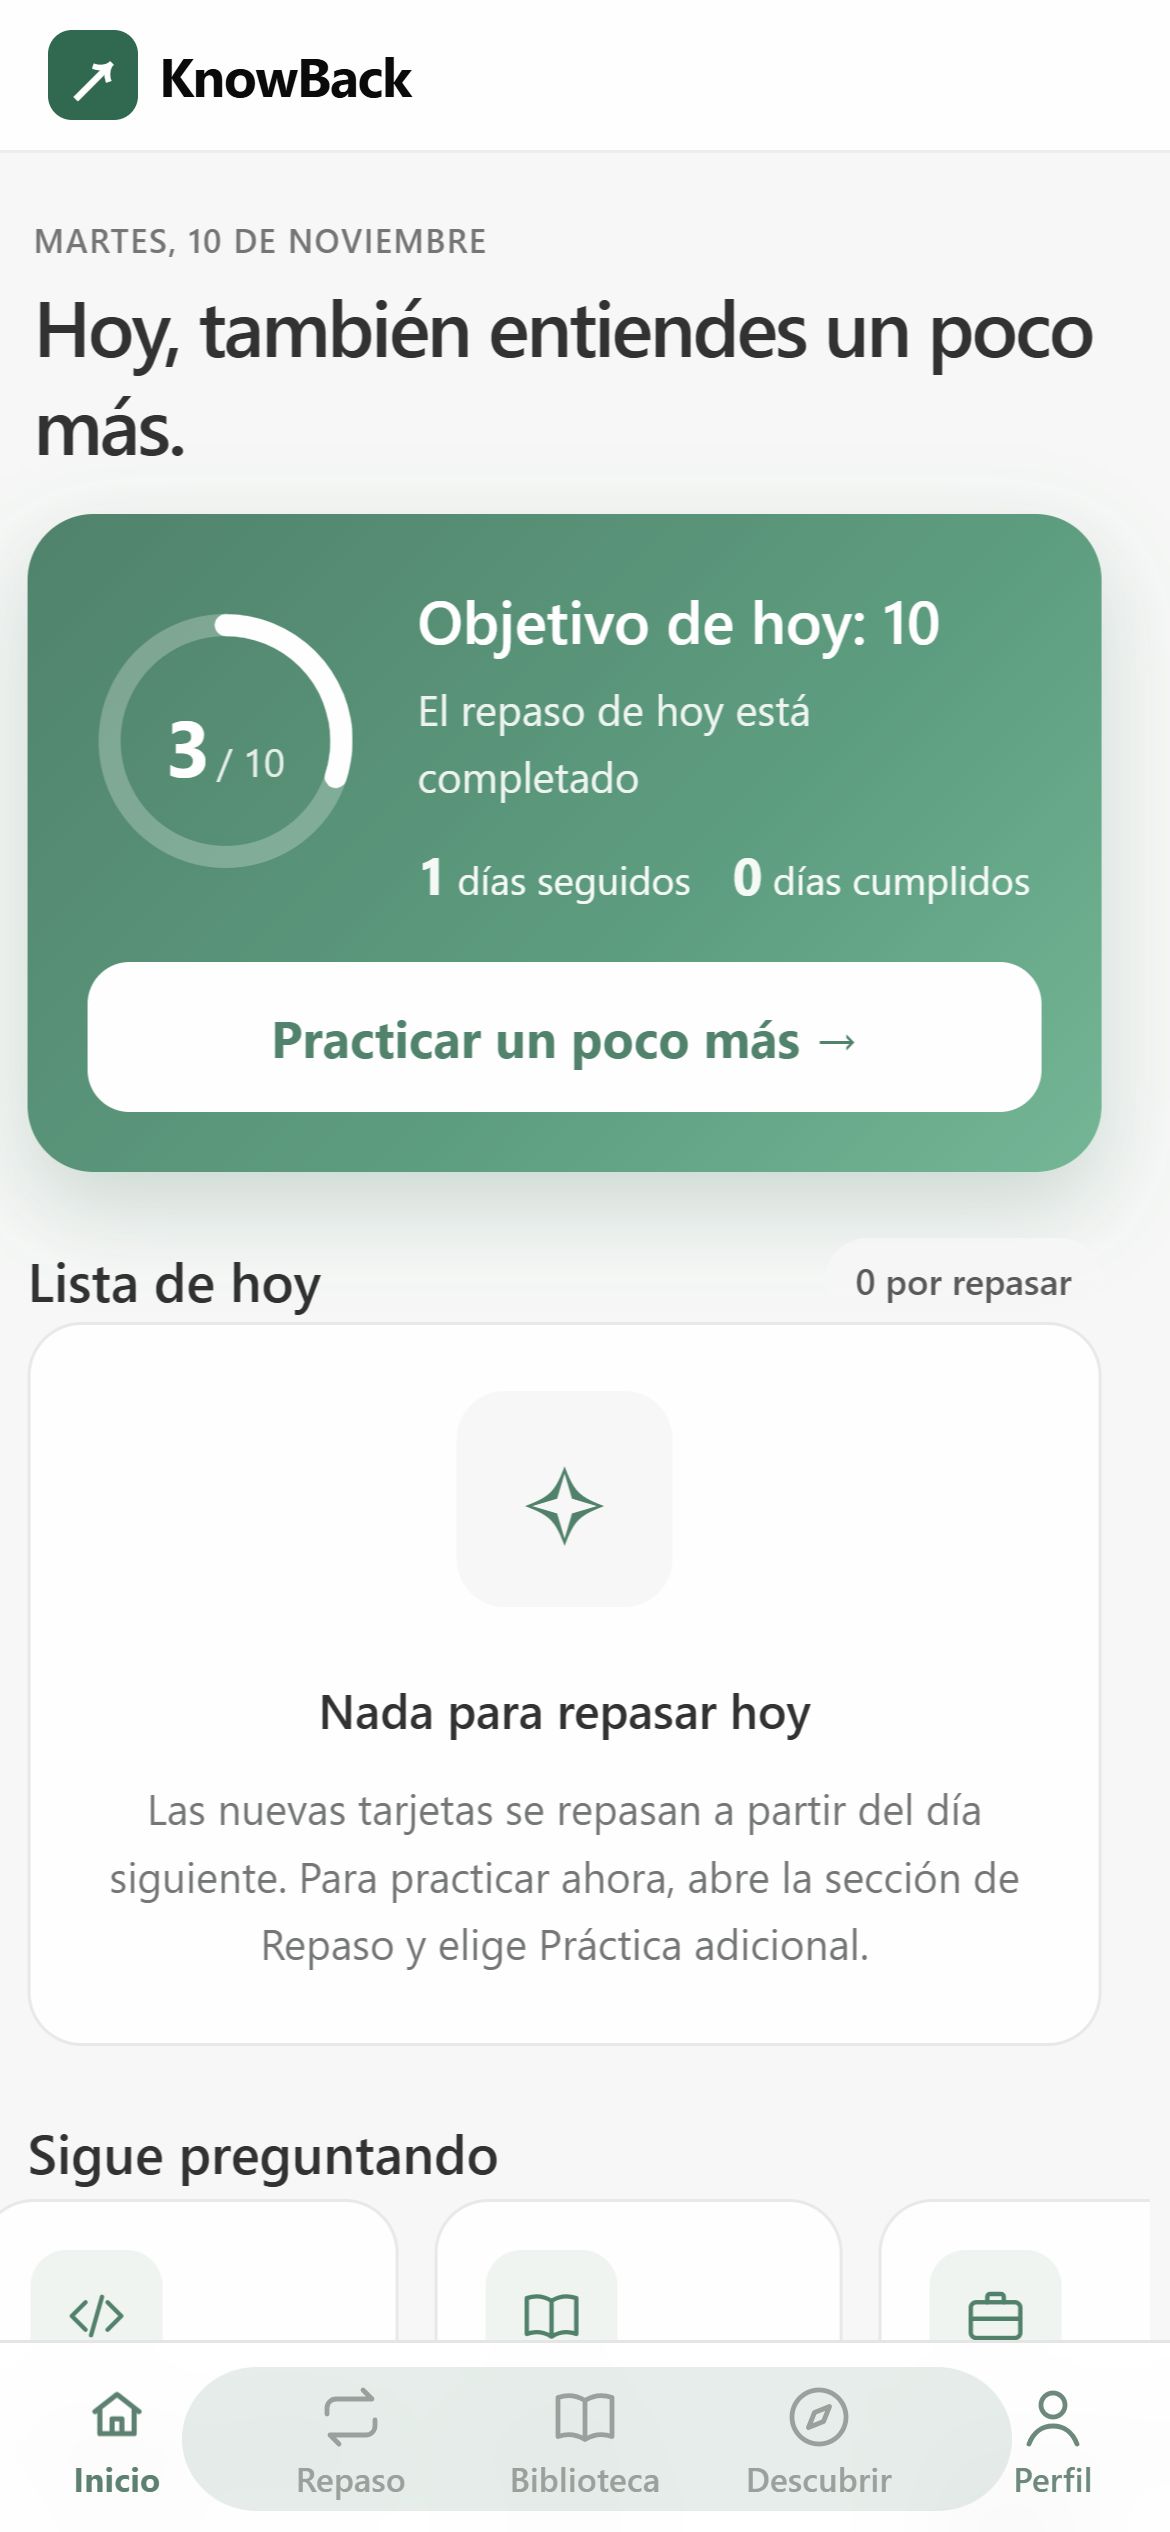 KnowBack
MARTES, 10 DE NOVIEMBRE
Hoy, también entiendes un poco
más.
3 / 10
Objetivo de hoy: 10
El repaso de hoy está
completado
1 días seguidos 0 días cumplidos
Practicar un poco más →
Lista de hoy
0 por repasar
Nada para repasar hoy
Las nuevas tarjetas se repasan a partir del día
siguiente. Para practicar ahora, abre la sección de
Repaso y elige Práctica adicional.
Sigue preguntando
Inicio
Repaso
Biblioteca
Descubrir
Perfil